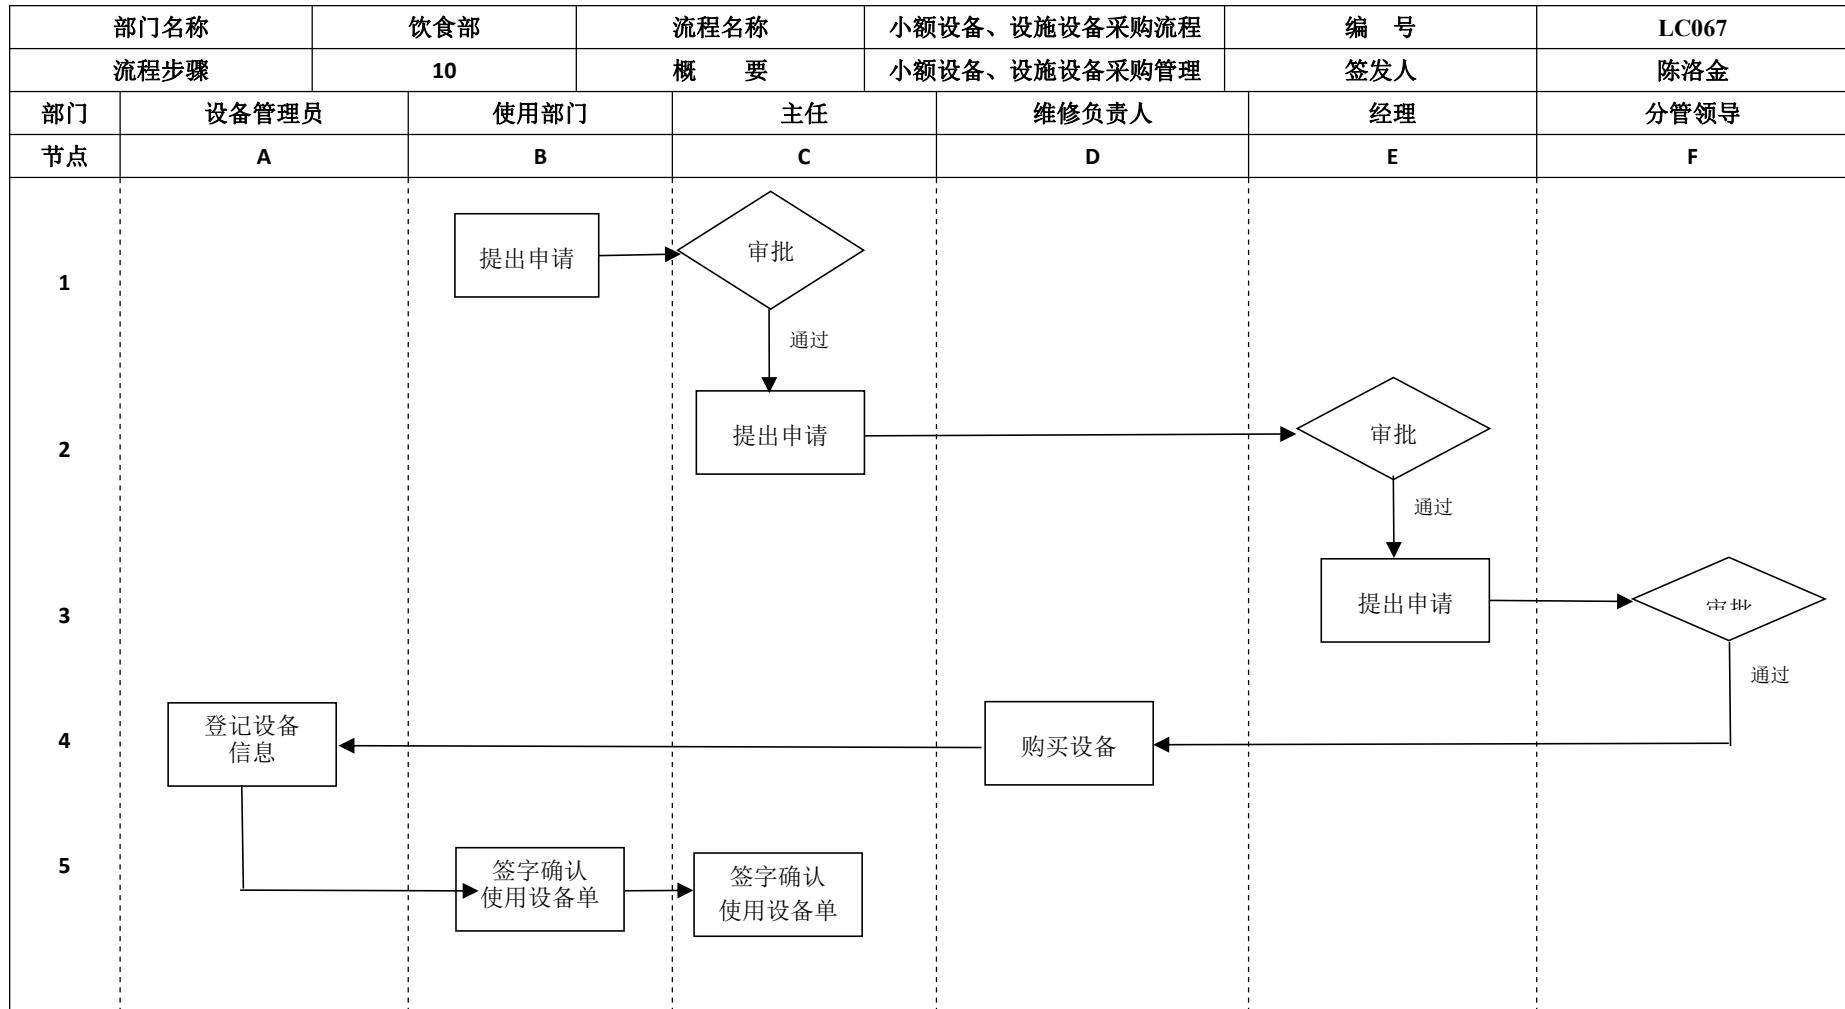 部门名称 饮食部 流程名称 小额设备、设施设备采购流程 编 号 LC067
流程步骤 10 概 要 小额设备、设施设备采购管理 签发人 陈洛金
部门 设备管理员 使用部门 主任 维修负责人 经理 分管领导
节点 A B C D E F
1
提出申请
审批
通过
2
提出申请
审批
通过
3
提出申请
审批
通过
4
登记设备
信息
购买设备
5
签字确认
使用设备单
签字确认
使用设备单